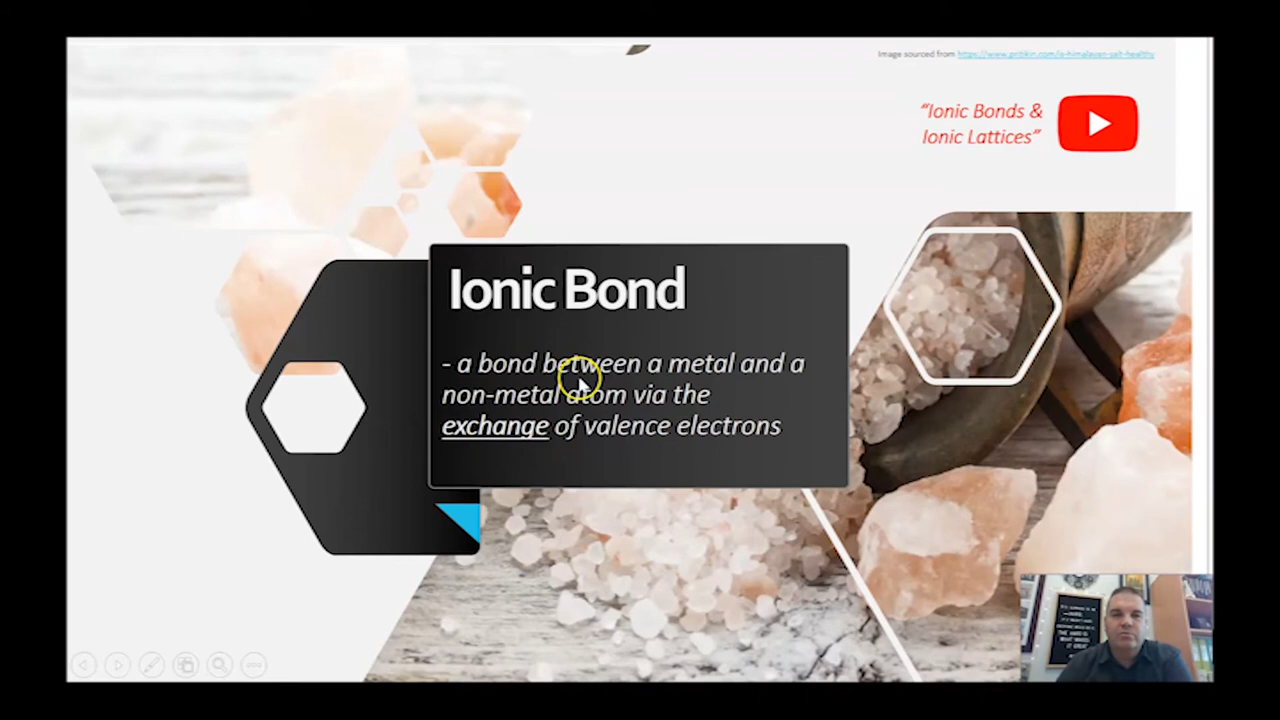 Image sourced from https://www.pritikin.com/is-himalayan-salt-healthy
“Ionic Bonds &
Ionic Lattices”
Ionic Bond
- a bond between a metal and a
non-metal atom via the
exchange of valence electrons